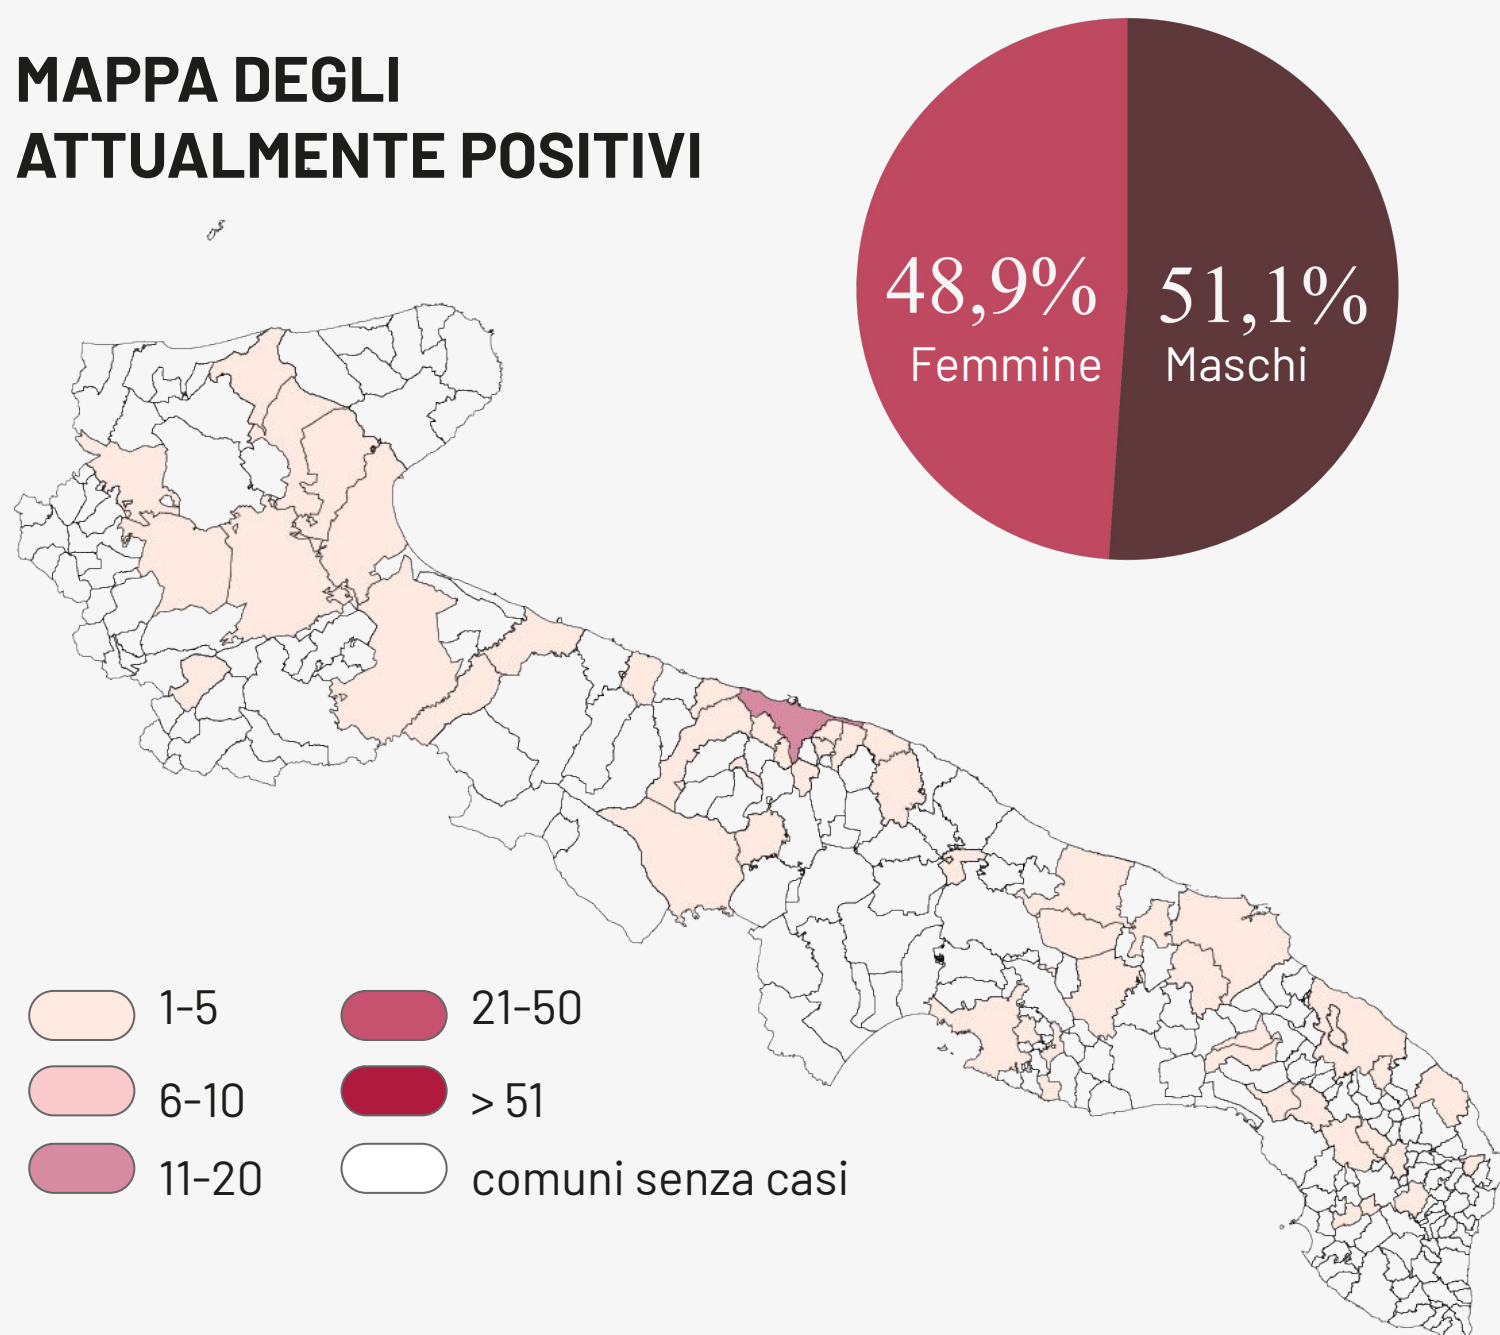 MAPPA DEGLI
ATTUALMENTE POSITIVI
48,9%
Femmine
51,1%
Maschi
1-5
6-10
11-20
21-50
> 51
comuni senza casi